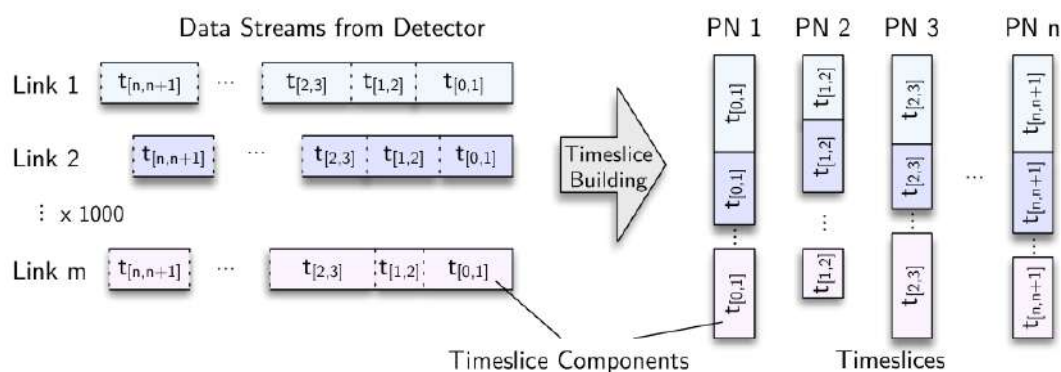 Data Streams from Detector
PN 1 PN 2 PN 3 PN n
Link 1 t[n,n+1] ... t[2,3] t[1,2] t[0,1]
Link 2 t[n,n+1] ... t[2,3] t[1,2] t[0,1]
⋮ x 1000
Link m t[n,n+1] ... t[2,3] t[1,2] t[0,1]
Timeslice
Building
t[0,1] t[1,2] t[2,3] t[n,n+1]
t[0,1] t[1,2] t[2,3] ... t[n,n+1]
⋮ ⋮ ⋮ ⋮
t[0,1] t[1,2] t[2,3] t[n,n+1]
Timeslice Components
Timeslices